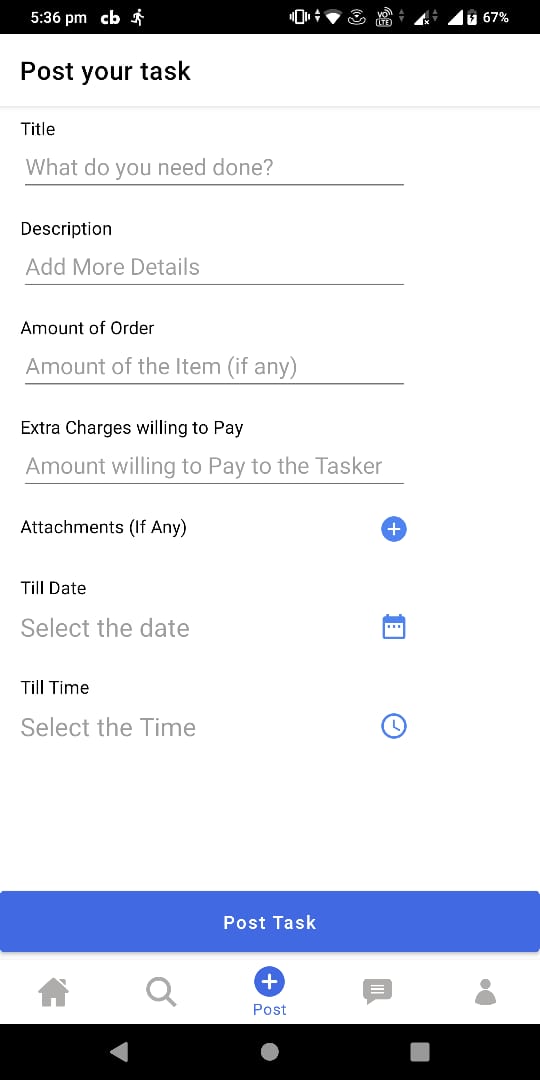 5:36 pm cb 67%
Post your task
Title
What do you need done?
Description
Add More Details
Amount of Order
Amount of the Item (if any)
Extra Charges willing to Pay
Amount willing to Pay to the Tasker
Attachments (If Any)
Till Date
Select the date
Till Time
Select the Time
Post Task
Post